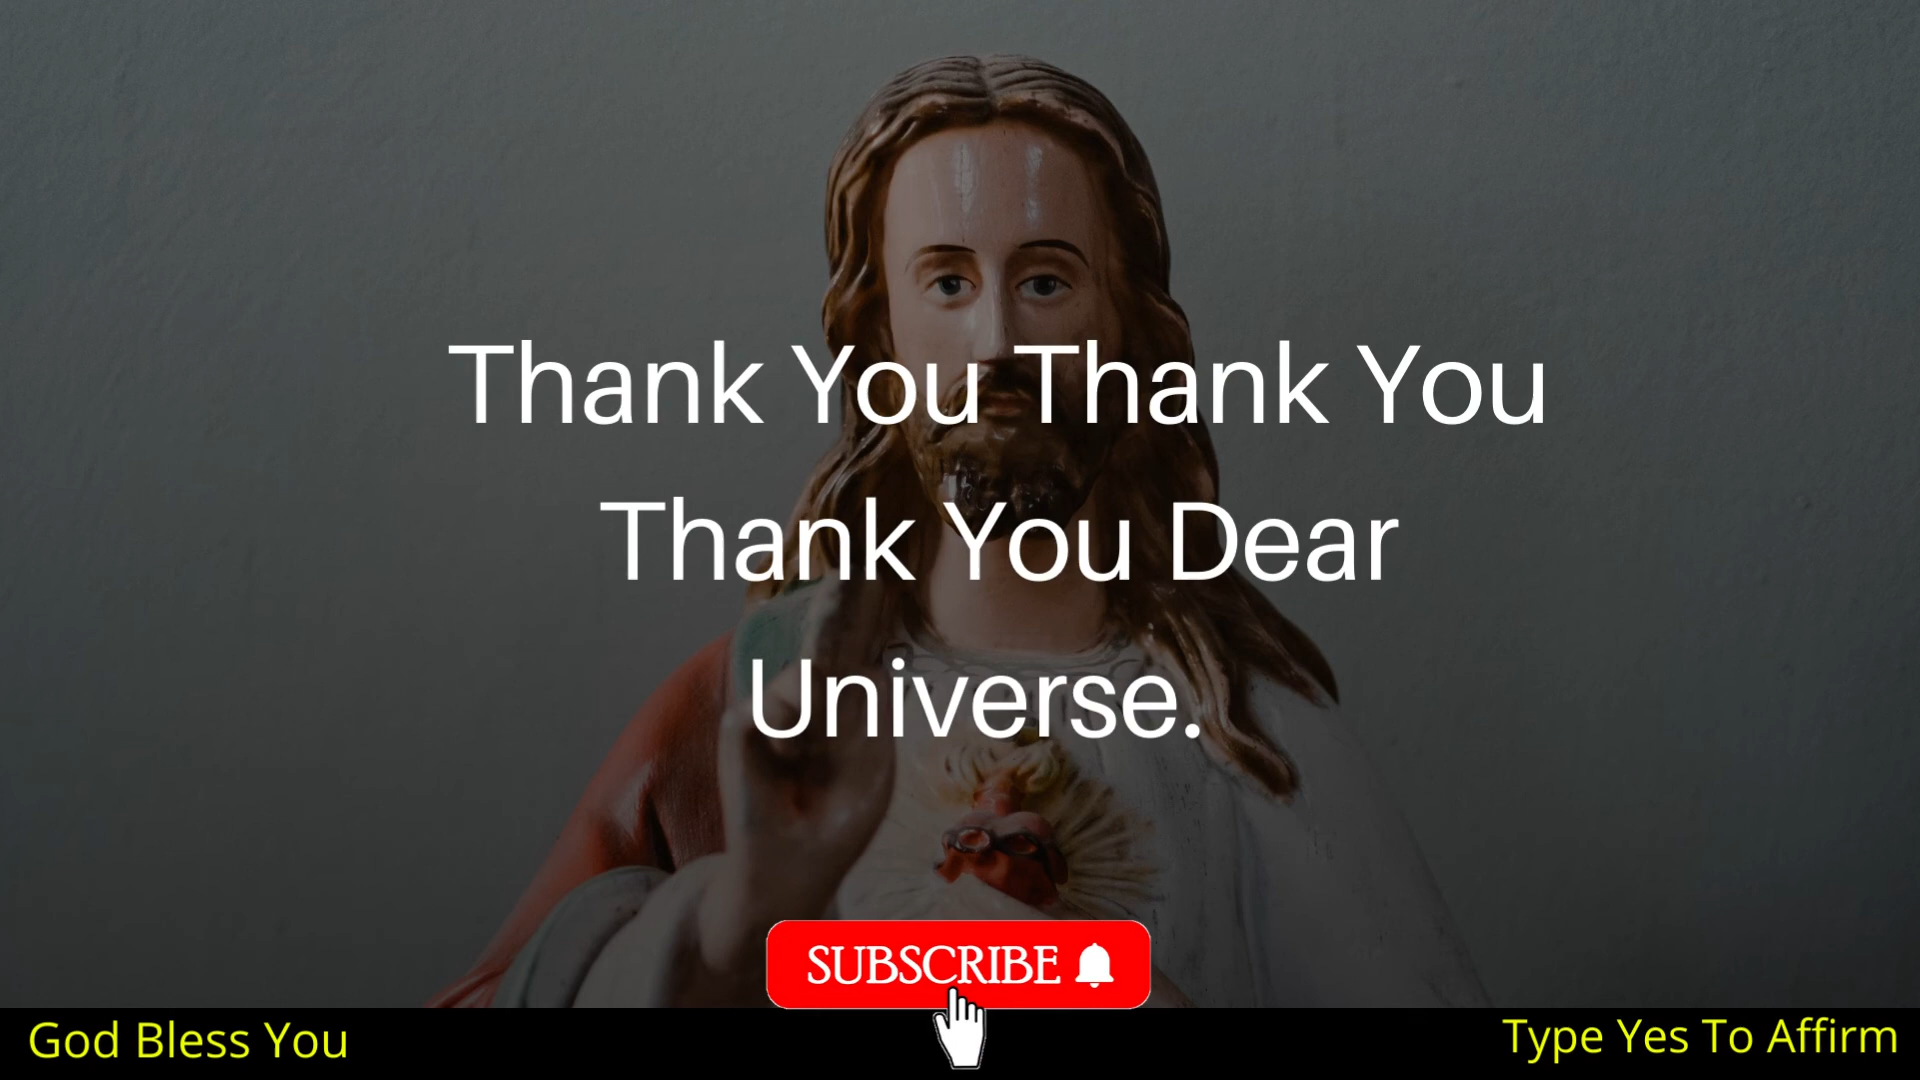 Thank You Thank You
Thank You Dear
Universe.
SUBSCRIBE
God Bless You
Type Yes To Affirm